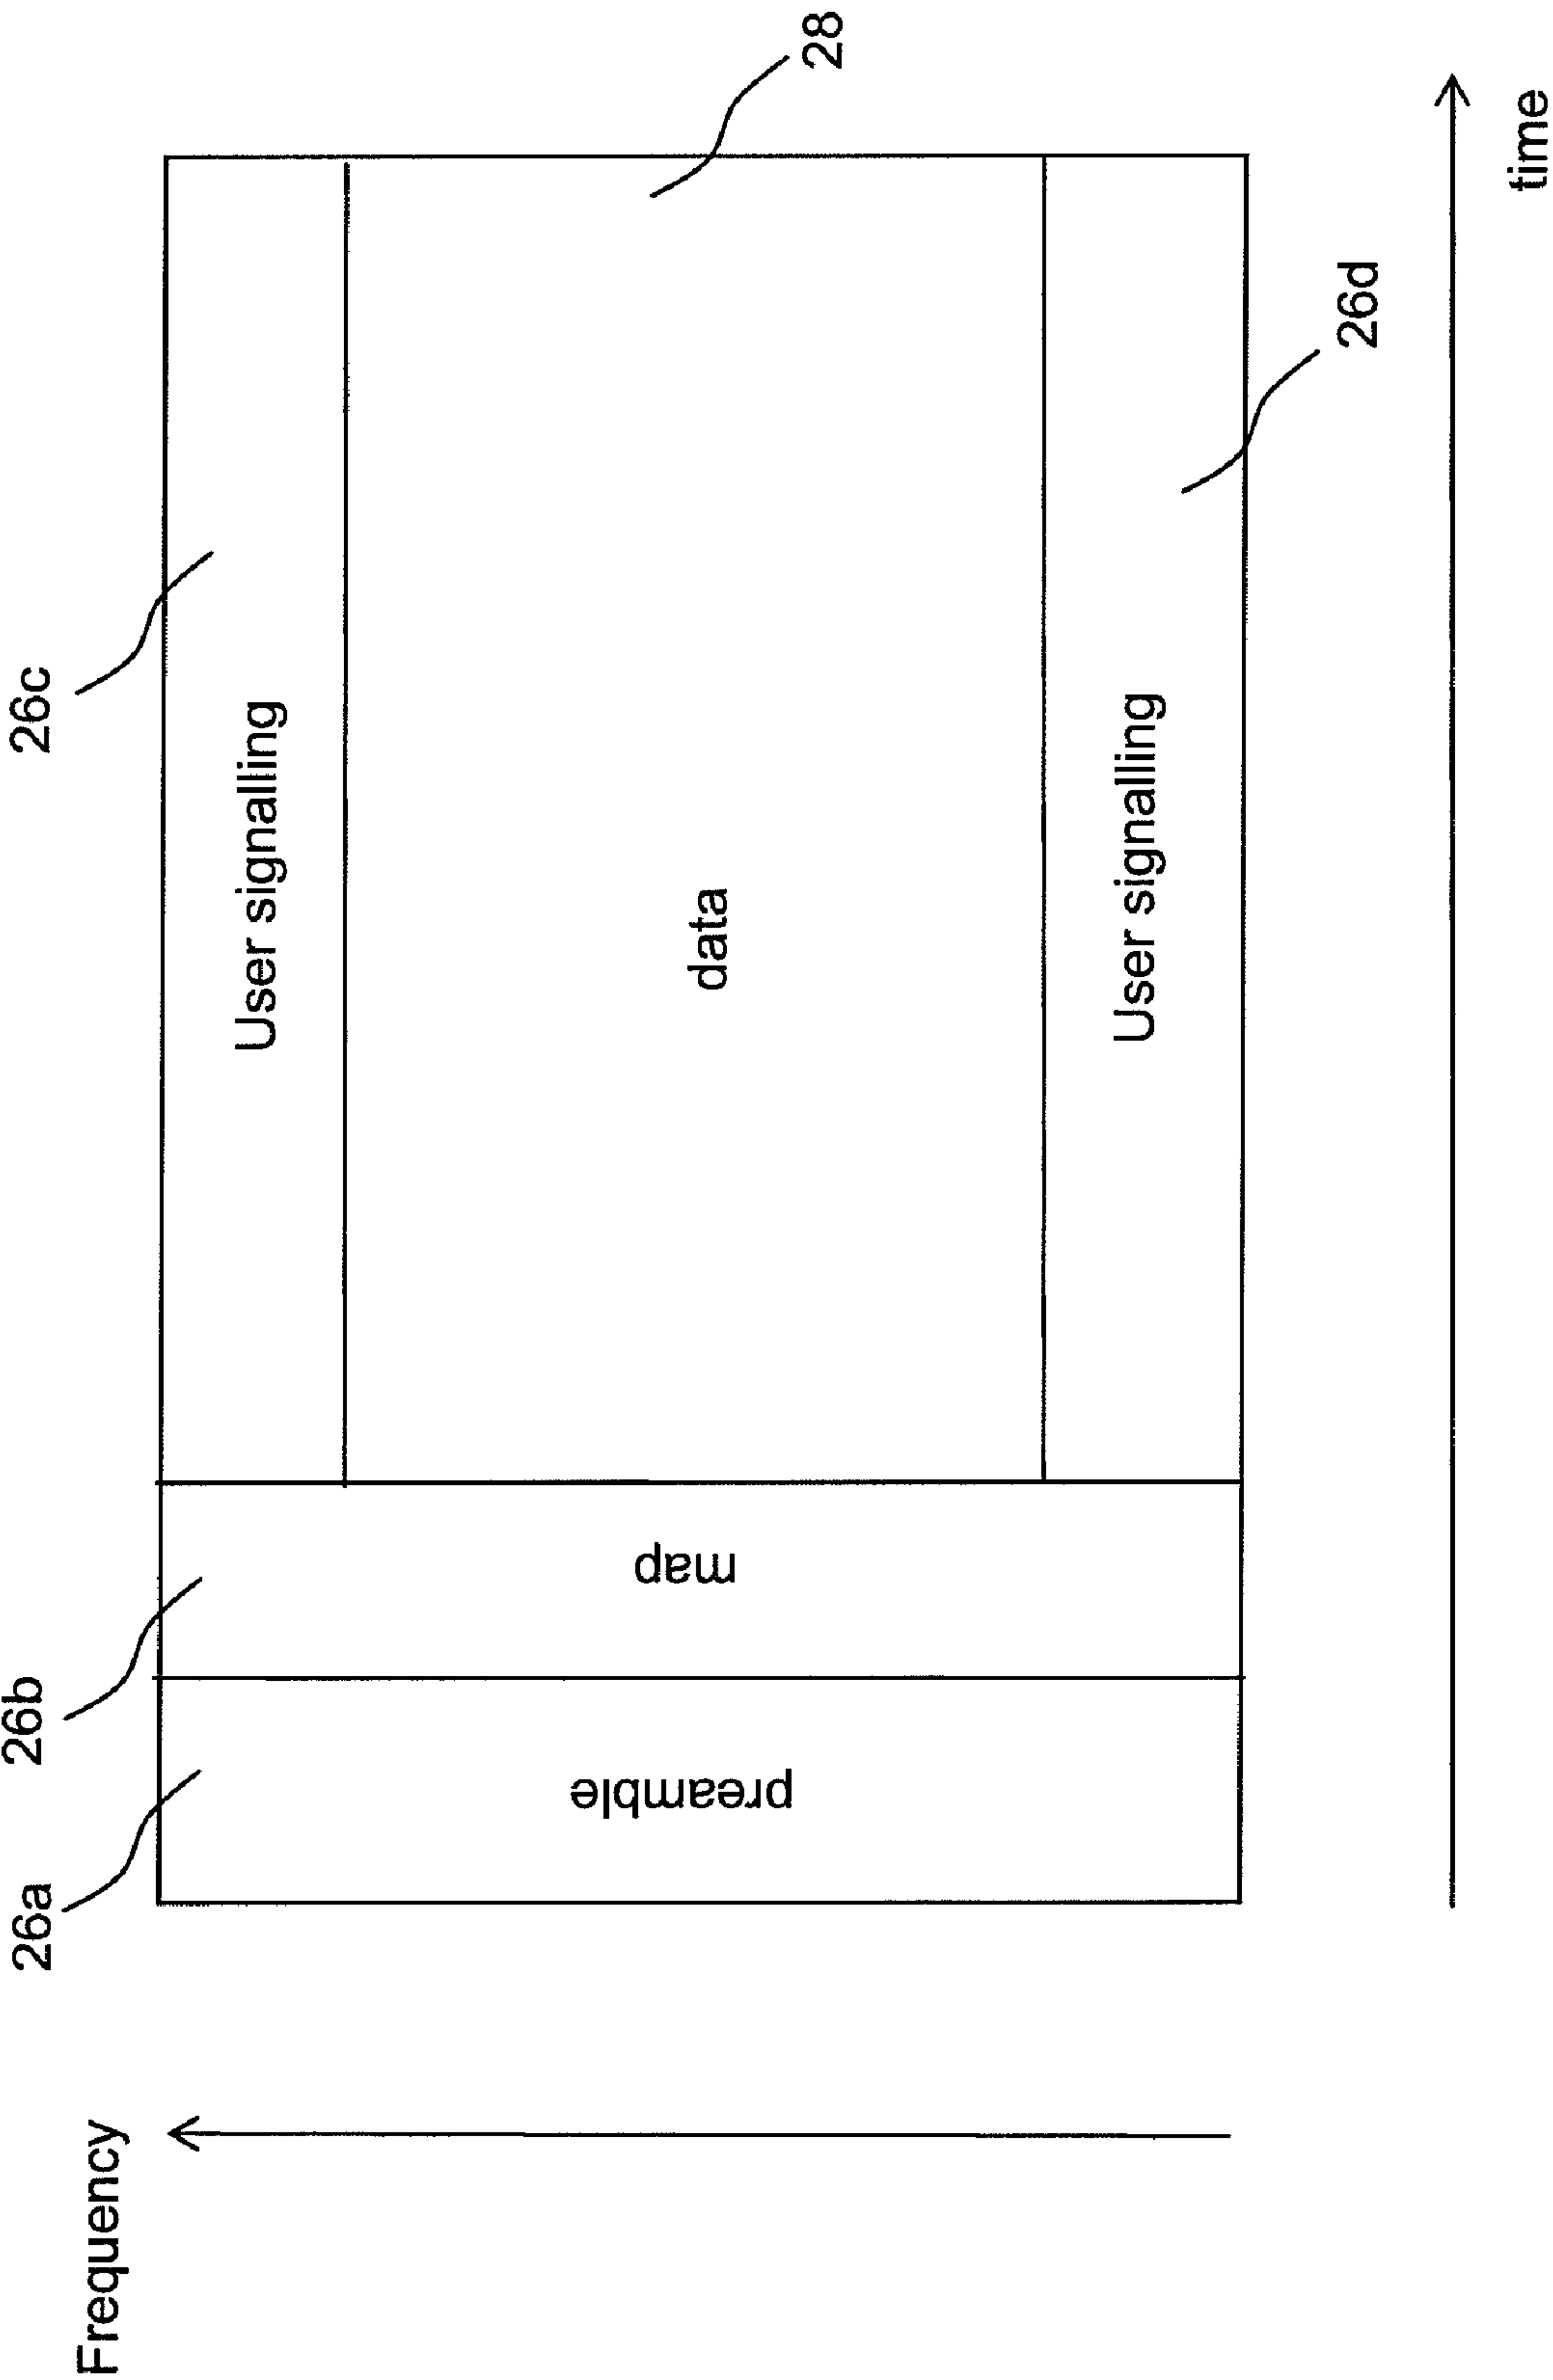 Frequency
26a
26b
26c
28
preamble
map
User signalling
data
User signalling
26d
time